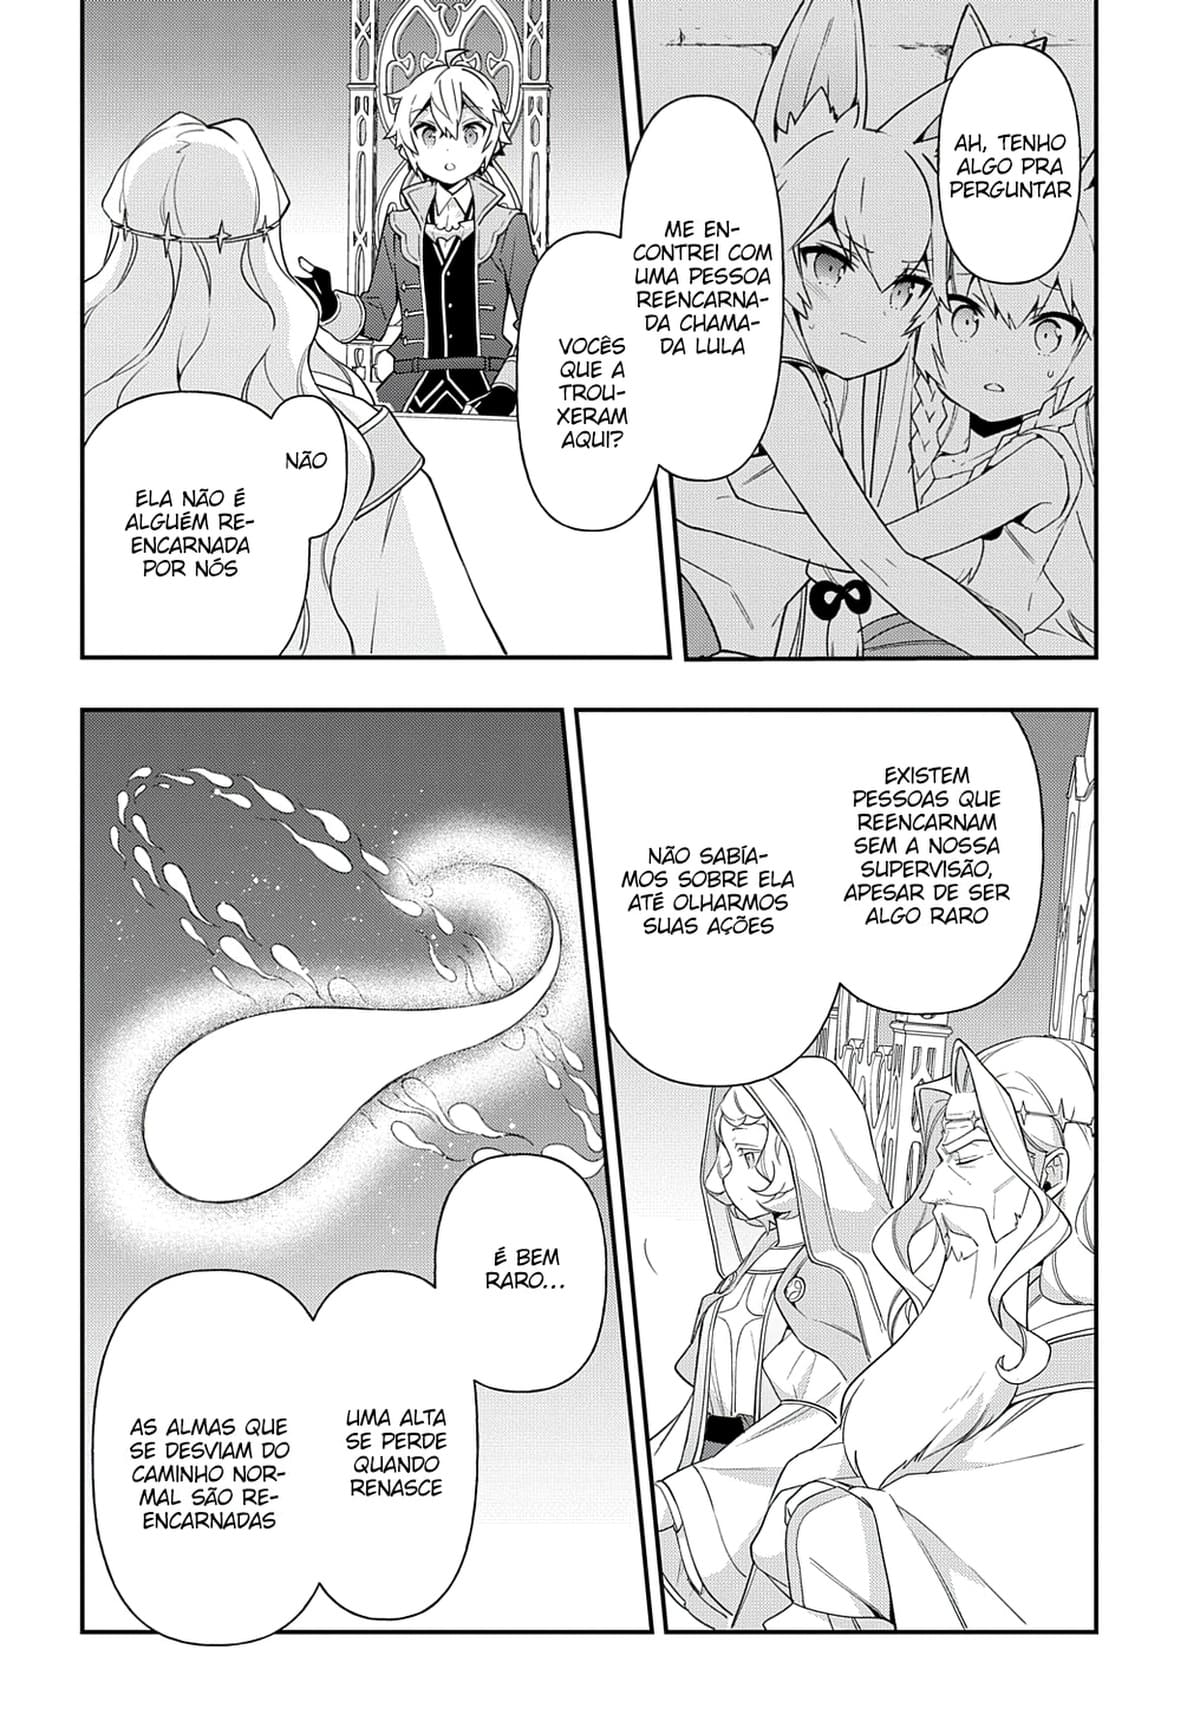 AH, TENHO
ALGO PRA
PERGUNTAR
ME EN-
CONTREI COM
UMA PESSOA
REENCARNA-
DA CHAMA-
DA LULA
VOCÊS
QUE A
TROU-
XERAM
AQUI?
NÃO
ELA NÃO É
ALGUÉM RE-
ENCARNADA
POR NÓS
EXISTEM
PESSOAS QUE
REENCARNAM
SEM A NOSSA
SUPERVISÃO,
APESAR DE SER
ALGO RARO
NÃO SABÍA-
MOS SOBRE ELA
ATÉ OLHARMOS
SUAS AÇÕES
É BEM
RARO...
UMA ALTA
SE PERDE
QUANDO
RENASCE
AS ALMAS QUE
SE DESVIAM DO
CAMINHO NOR-
MAL SÃO RE-
ENCARNADAS